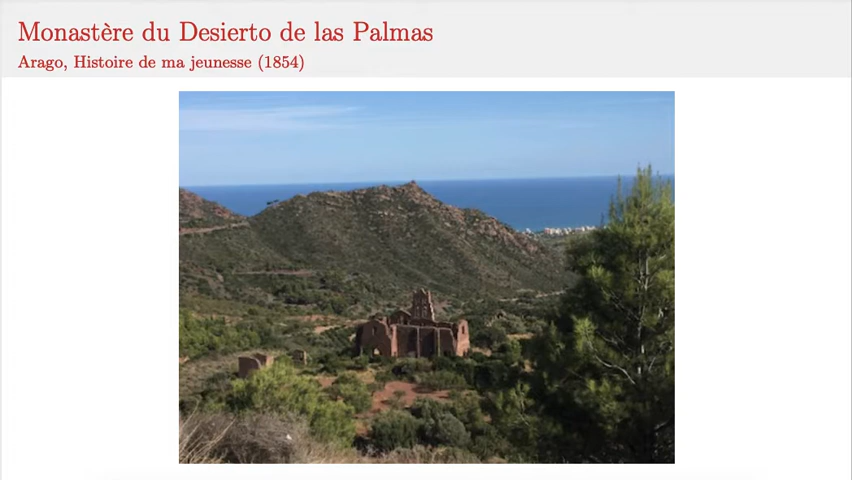 Monastère du Desierto de las Palmas
Arago, Histoire de ma jeunesse (1854)